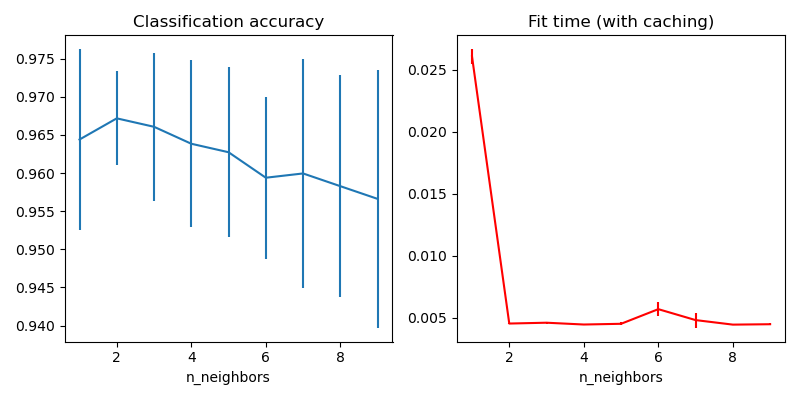 Classification accuracy
0.975
0.970
0.965
0.960
0.955
0.950
0.945
0.940
2 4 6 8
n_neighbors
Fit time (with caching)
0.025
0.020
0.015
0.010
0.005
2 4 6 8
n_neighbors